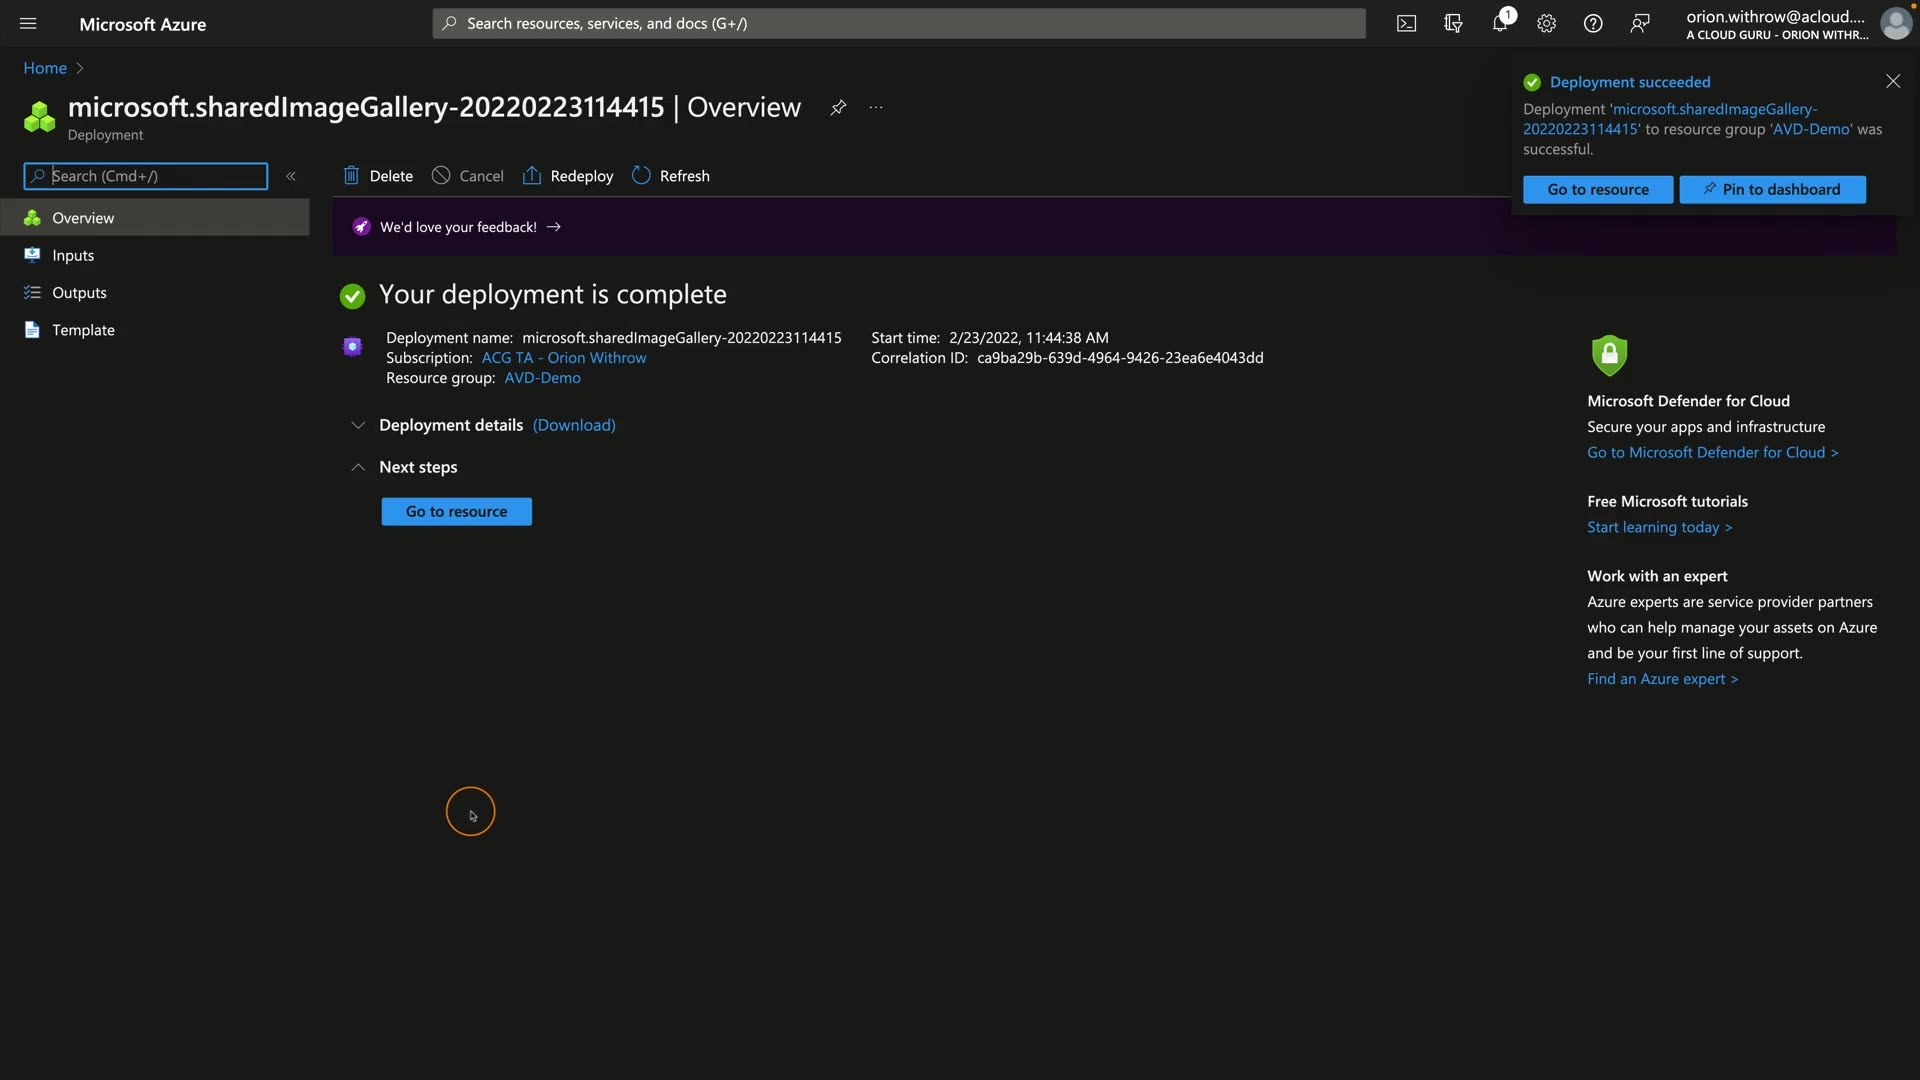 Microsoft Azure
Search resources, services, and docs (G+/)
1
orion.withrow@acloud....
A CLOUD GURU - ORION WITHR...
Home
microsoft.sharedImageGallery-20220223114415 | Overview
...
Deployment
Search (Cmd+/)
«
Delete
Cancel
Redeploy
Refresh
Overview
Inputs
Outputs
Template
We'd love your feedback! →
Your deployment is complete
Deployment name: microsoft.sharedImageGallery-20220223114415
Subscription: ACG TA - Orion Withrow
Resource group: AVD-Demo
Start time: 2/23/2022, 11:44:38 AM
Correlation ID: ca9ba29b-639d-4964-9426-23ea6e4043dd
Deployment details (Download)
Next steps
Go to resource
Deployment succeeded
Deployment 'microsoft.sharedImageGallery-
20220223114415' to resource group 'AVD-Demo' was
successful.
Go to resource
Pin to dashboard
Microsoft Defender for Cloud
Secure your apps and infrastructure
Go to Microsoft Defender for Cloud >
Free Microsoft tutorials
Start learning today >
Work with an expert
Azure experts are service provider partners
who can help manage your assets on Azure
and be your first line of support.
Find an Azure expert >